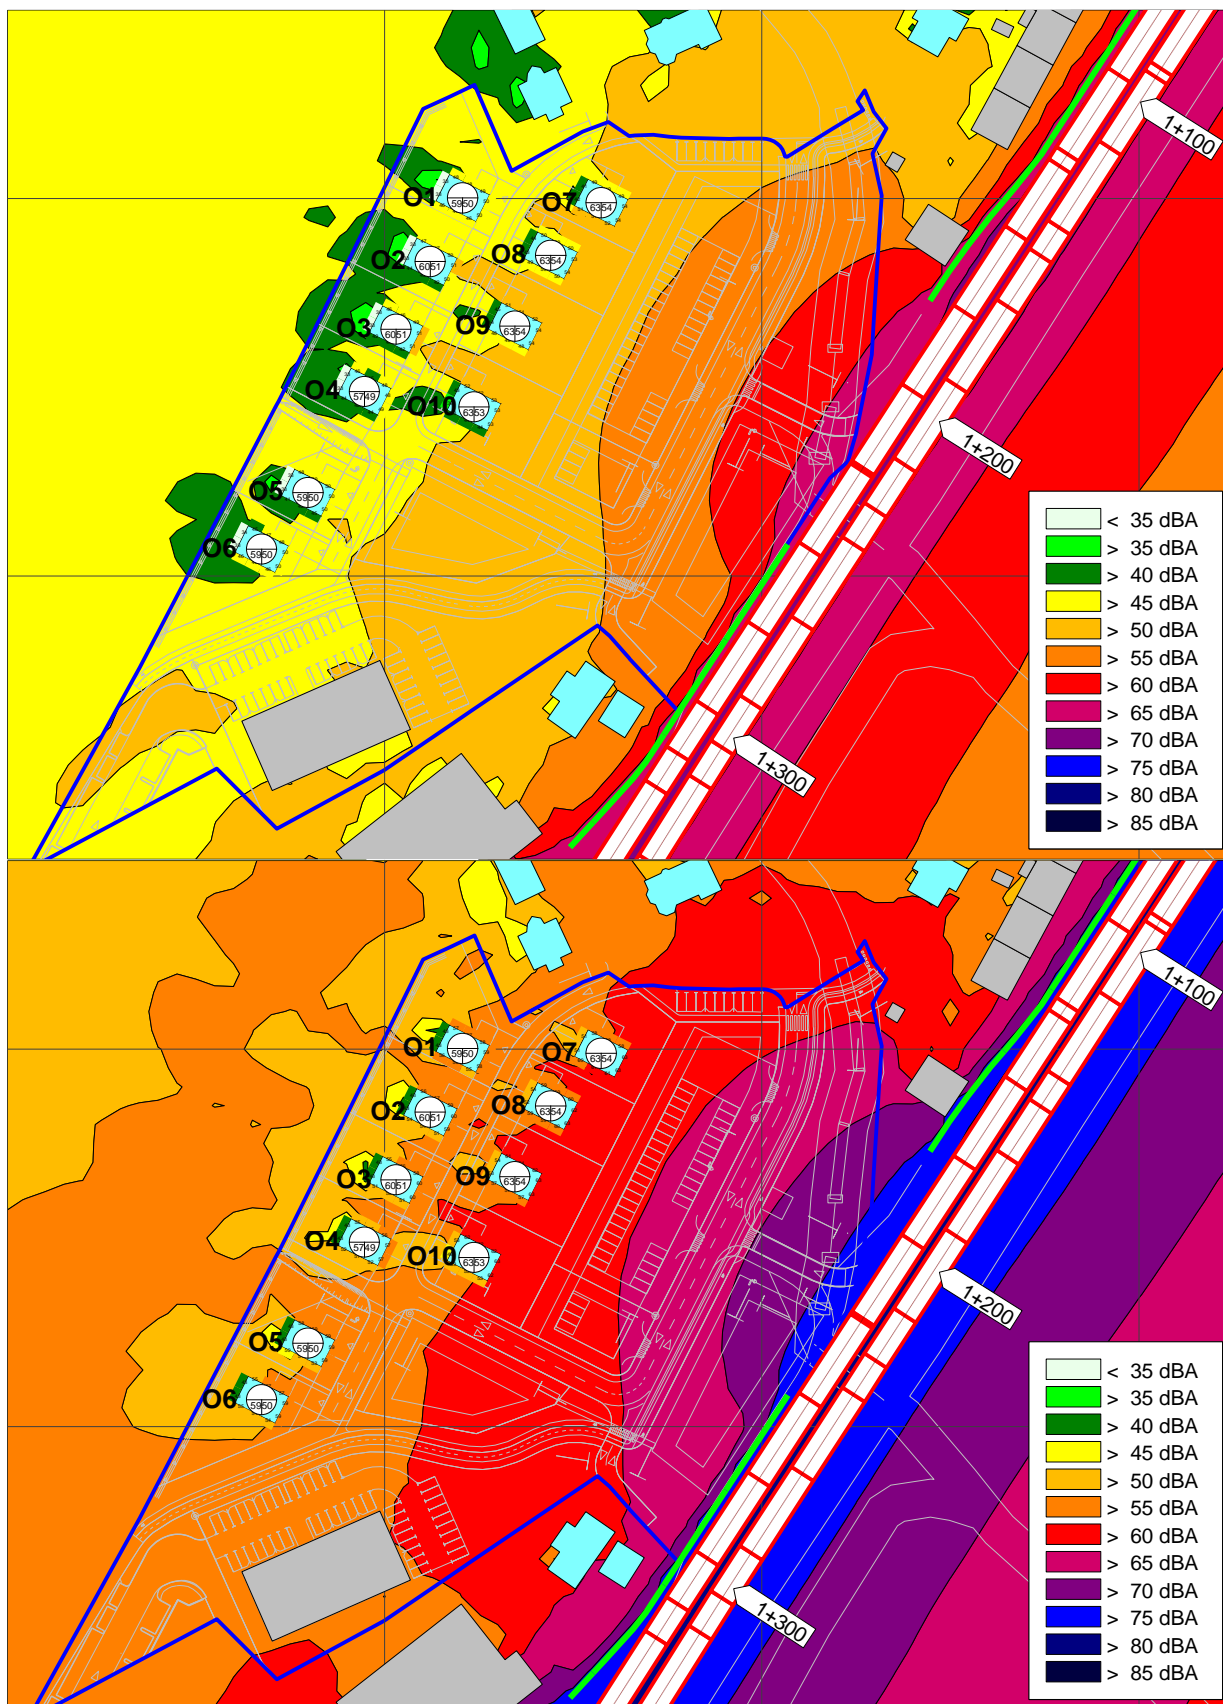 1+100
O1
5950
O7
6354
O2
6051
O8
6354
O3
6051
O9
6354
O4
5749
O10
6353
1+200
O5
5950
O6
5950
1+300
< 35 dBA
> 35 dBA
> 40 dBA
> 45 dBA
> 50 dBA
> 55 dBA
> 60 dBA
> 65 dBA
> 70 dBA
> 75 dBA
> 80 dBA
> 85 dBA
1+100
O1
5950
O7
6354
O2
6051
O8
6354
O3
6051
O9
6354
O4
5749
O10
6353
1+200
O5
5950
O6
5950
1+300
< 35 dBA
> 35 dBA
> 40 dBA
> 45 dBA
> 50 dBA
> 55 dBA
> 60 dBA
> 65 dBA
> 70 dBA
> 75 dBA
> 80 dBA
> 85 dBA